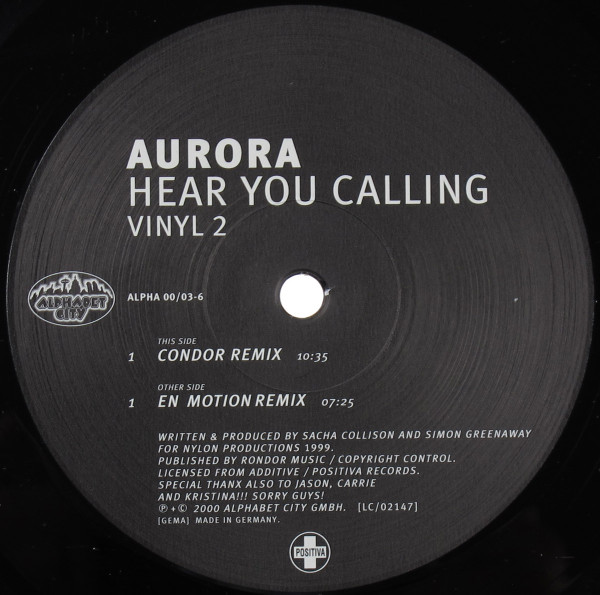 AURORA
HEAR YOU CALLING
VINYL 2
ALPHABET
CITY
ALPHA 00/03-6
THIS SIDE
1 CONDOR REMIX 10:35
OTHER SIDE
1 EN MOTION REMIX 07:25
WRITTEN & PRODUCED BY SACHA COLLISON AND SIMON GREENAWAY
FOR NYLON PRODUCTIONS 1999.
PUBLISHED BY RONDOR MUSIC / COPYRIGHT CONTROL.
LICENSED FROM ADDITIVE / POSITIVA RECORDS.
SPECIAL THANX ALSO TO JASON, CARRIE
AND KRISTINA!!! SORRY GUYS!
℗ + © 2000 ALPHABET CITY GMBH. [LC/02147]
[GEMA] MADE IN GERMANY.
POSITIVA